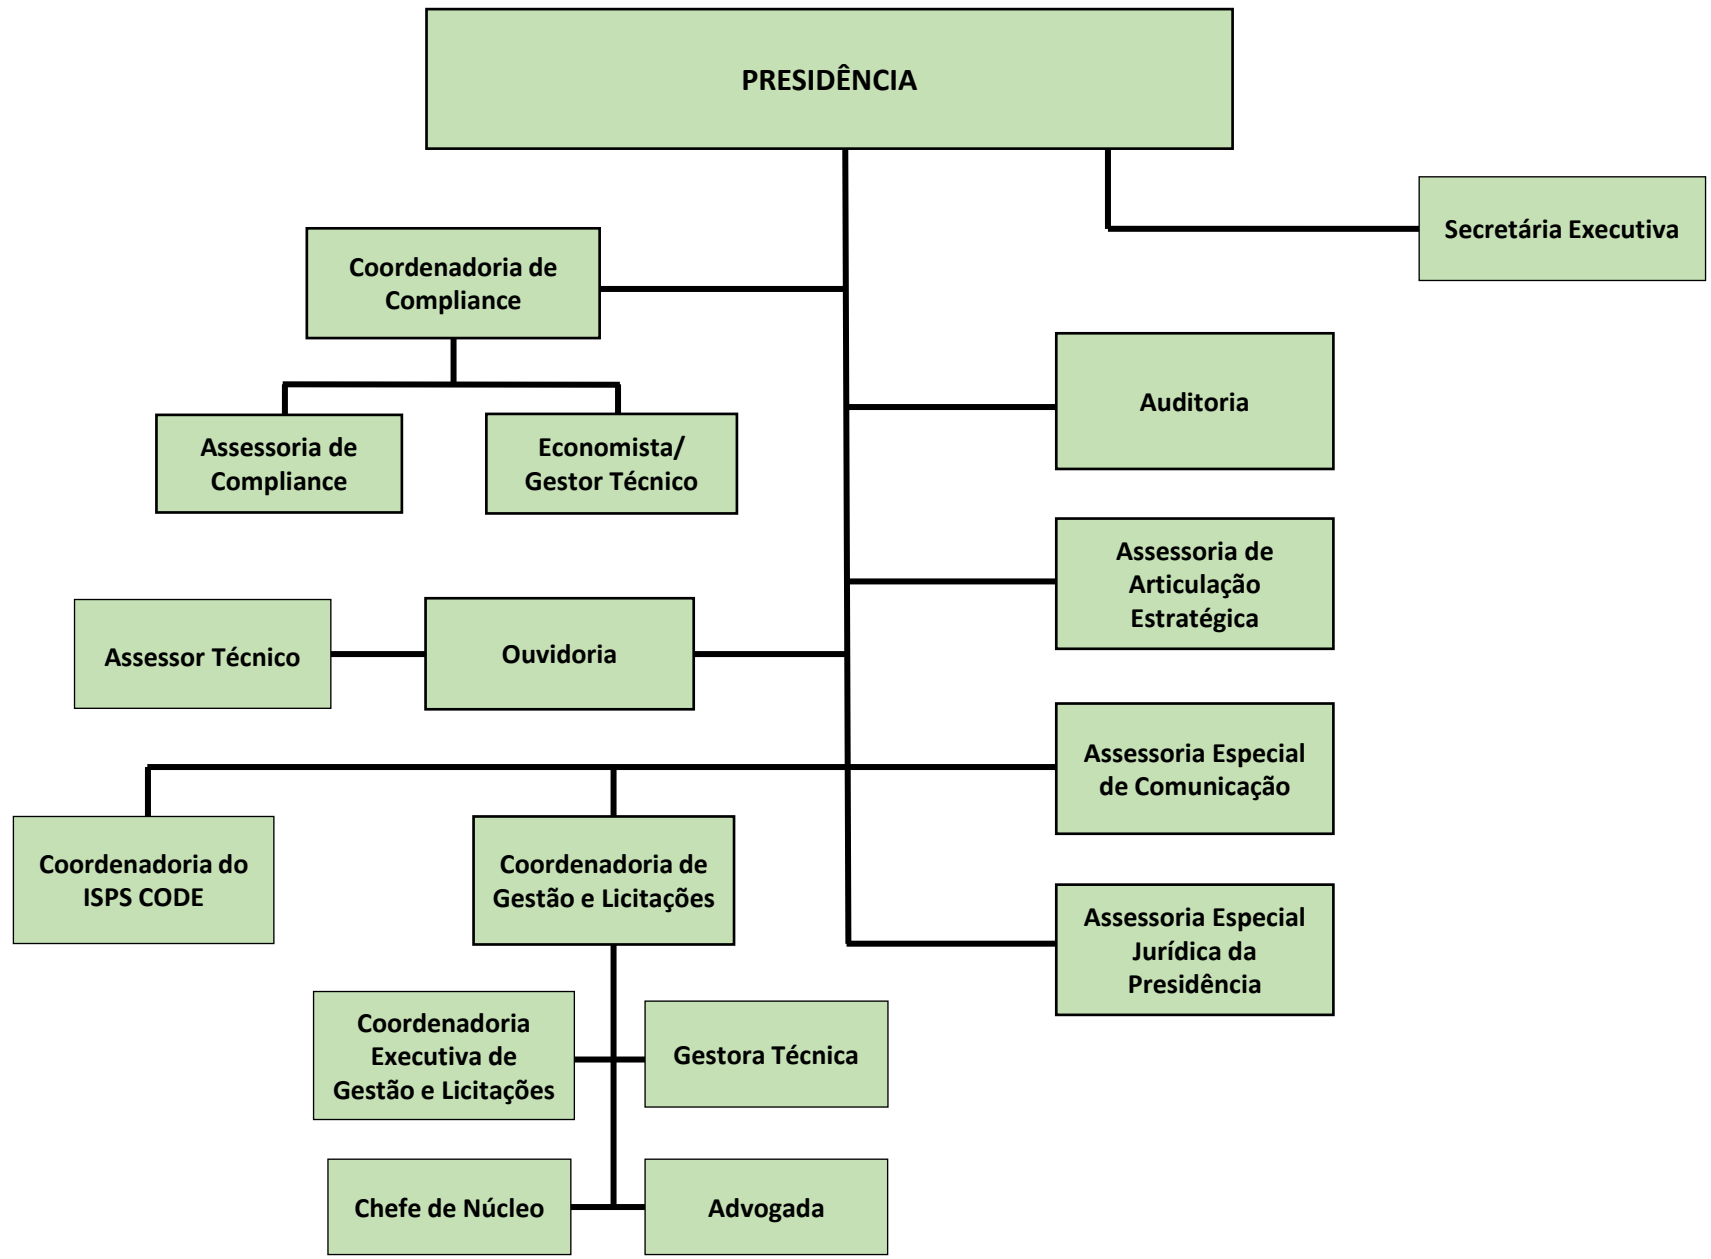 PRESIDÊNCIA
Secretária Executiva
Coordenadoria de
Compliance
Auditoria
Assessoria de
Compliance
Economista/
Gestor Técnico
Assessoria de
Articulação
Estratégica
Assessor Técnico
Ouvidoria
Assessoria Especial
de Comunicação
Coordenadoria do
ISPS CODE
Coordenadoria de
Gestão e Licitações
Assessoria Especial
Jurídica da
Presidência
Coordenadoria
Executiva de
Gestão e Licitações
Gestora Técnica
Chefe de Núcleo
Advogada